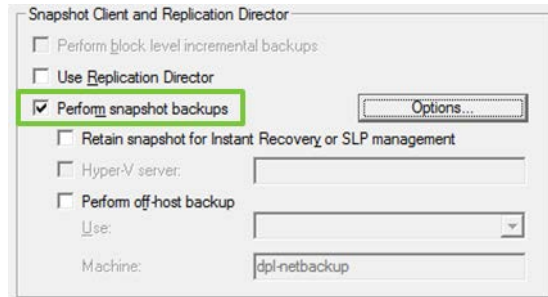 Snapshot Client and Replication Director
Perform block level incremental backups
Use Replication Director
Perform snapshot backups
Options...
Retain snapshot for Instant Recovery or SLP management
Hyper-V server:
Perform off-host backup
Use:
Machine:
dpl-netbackup